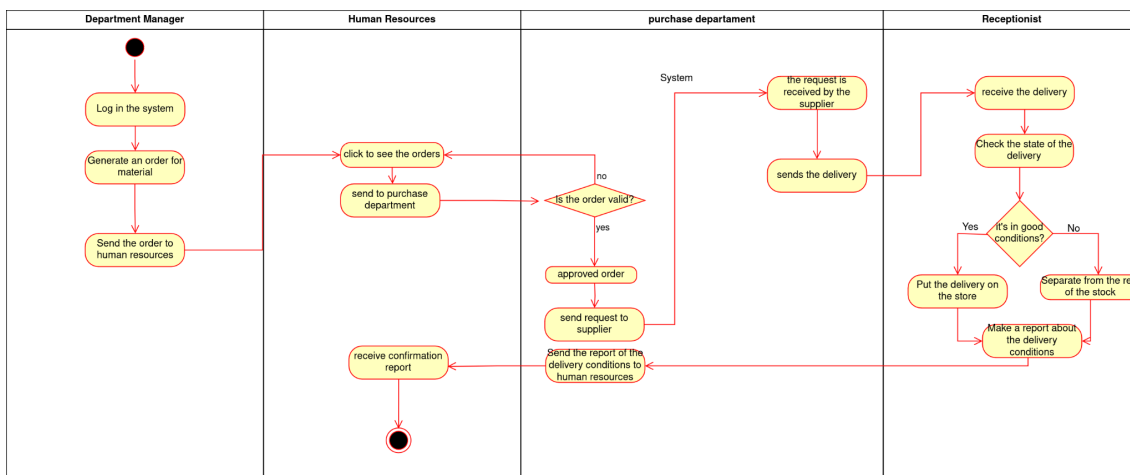 Department Manager
Human Resources
purchase departament
Receptionist
Log in the system
Generate an order for
material
Send the order to
human resources
click to see the orders
send to purchase
department
System
the request is
received by the
supplier
sends the delivery
no
Is the order valid?
yes
approved order
send request to
supplier
Send the report of the
delivery conditions to
human resources
receive confirmation
report
receive the delivery
Check the state of the
delivery
it's in good
conditions?
Yes
No
Put the delivery on
the store
Separate from the
of the stock
Make a report about
the delivery
conditions